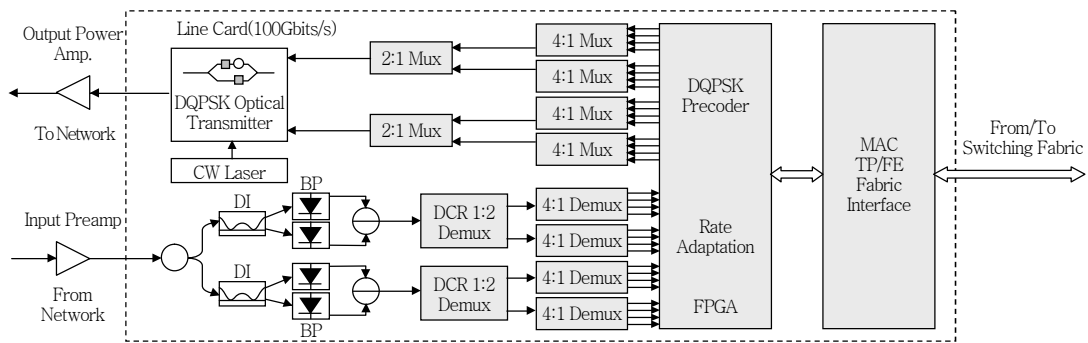 Line Card(100Gbits/s)
Output Power
Amp.
To Network
DQPSK Optical
Transmitter
CW Laser
2:1 Mux
2:1 Mux
4:1 Mux
4:1 Mux
4:1 Mux
4:1 Mux
DQPSK
Precoder
Rate
Adaptation
FPGA
MAC
TP/FE
Fabric
Interface
From/To
Switching Fabric
Input Preamp
From
Network
DI
DI
BP
BP
DCR 1:2
Demux
DCR 1:2
Demux
4:1 Demux
4:1 Demux
4:1 Demux
4:1 Demux